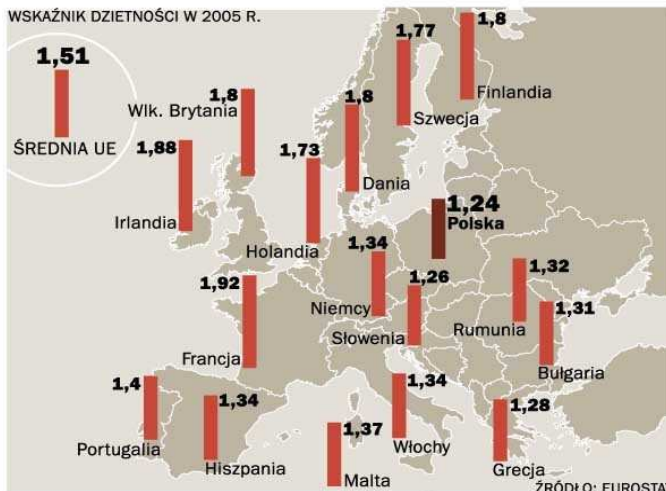 WSKAŹNIK DZIETNOŚCI W 2005 R.
1,51
ŚREDNIA UE
1,8
Wlk. Brytania
1,88
Irlandia
1,73
Holandia
1,8
Dania
1,77
Szwecja
1,8
Finlandia
1,24
Polska
1,34
Niemcy
1,26
Słowenia
1,32
Rumunia
1,31
Bułgaria
1,92
Francja
1,4
Portugalia
1,34
Hiszpania
1,37
Malta
1,34
Włochy
1,28
Grecja
ŹRÓDŁO: EUROSTA